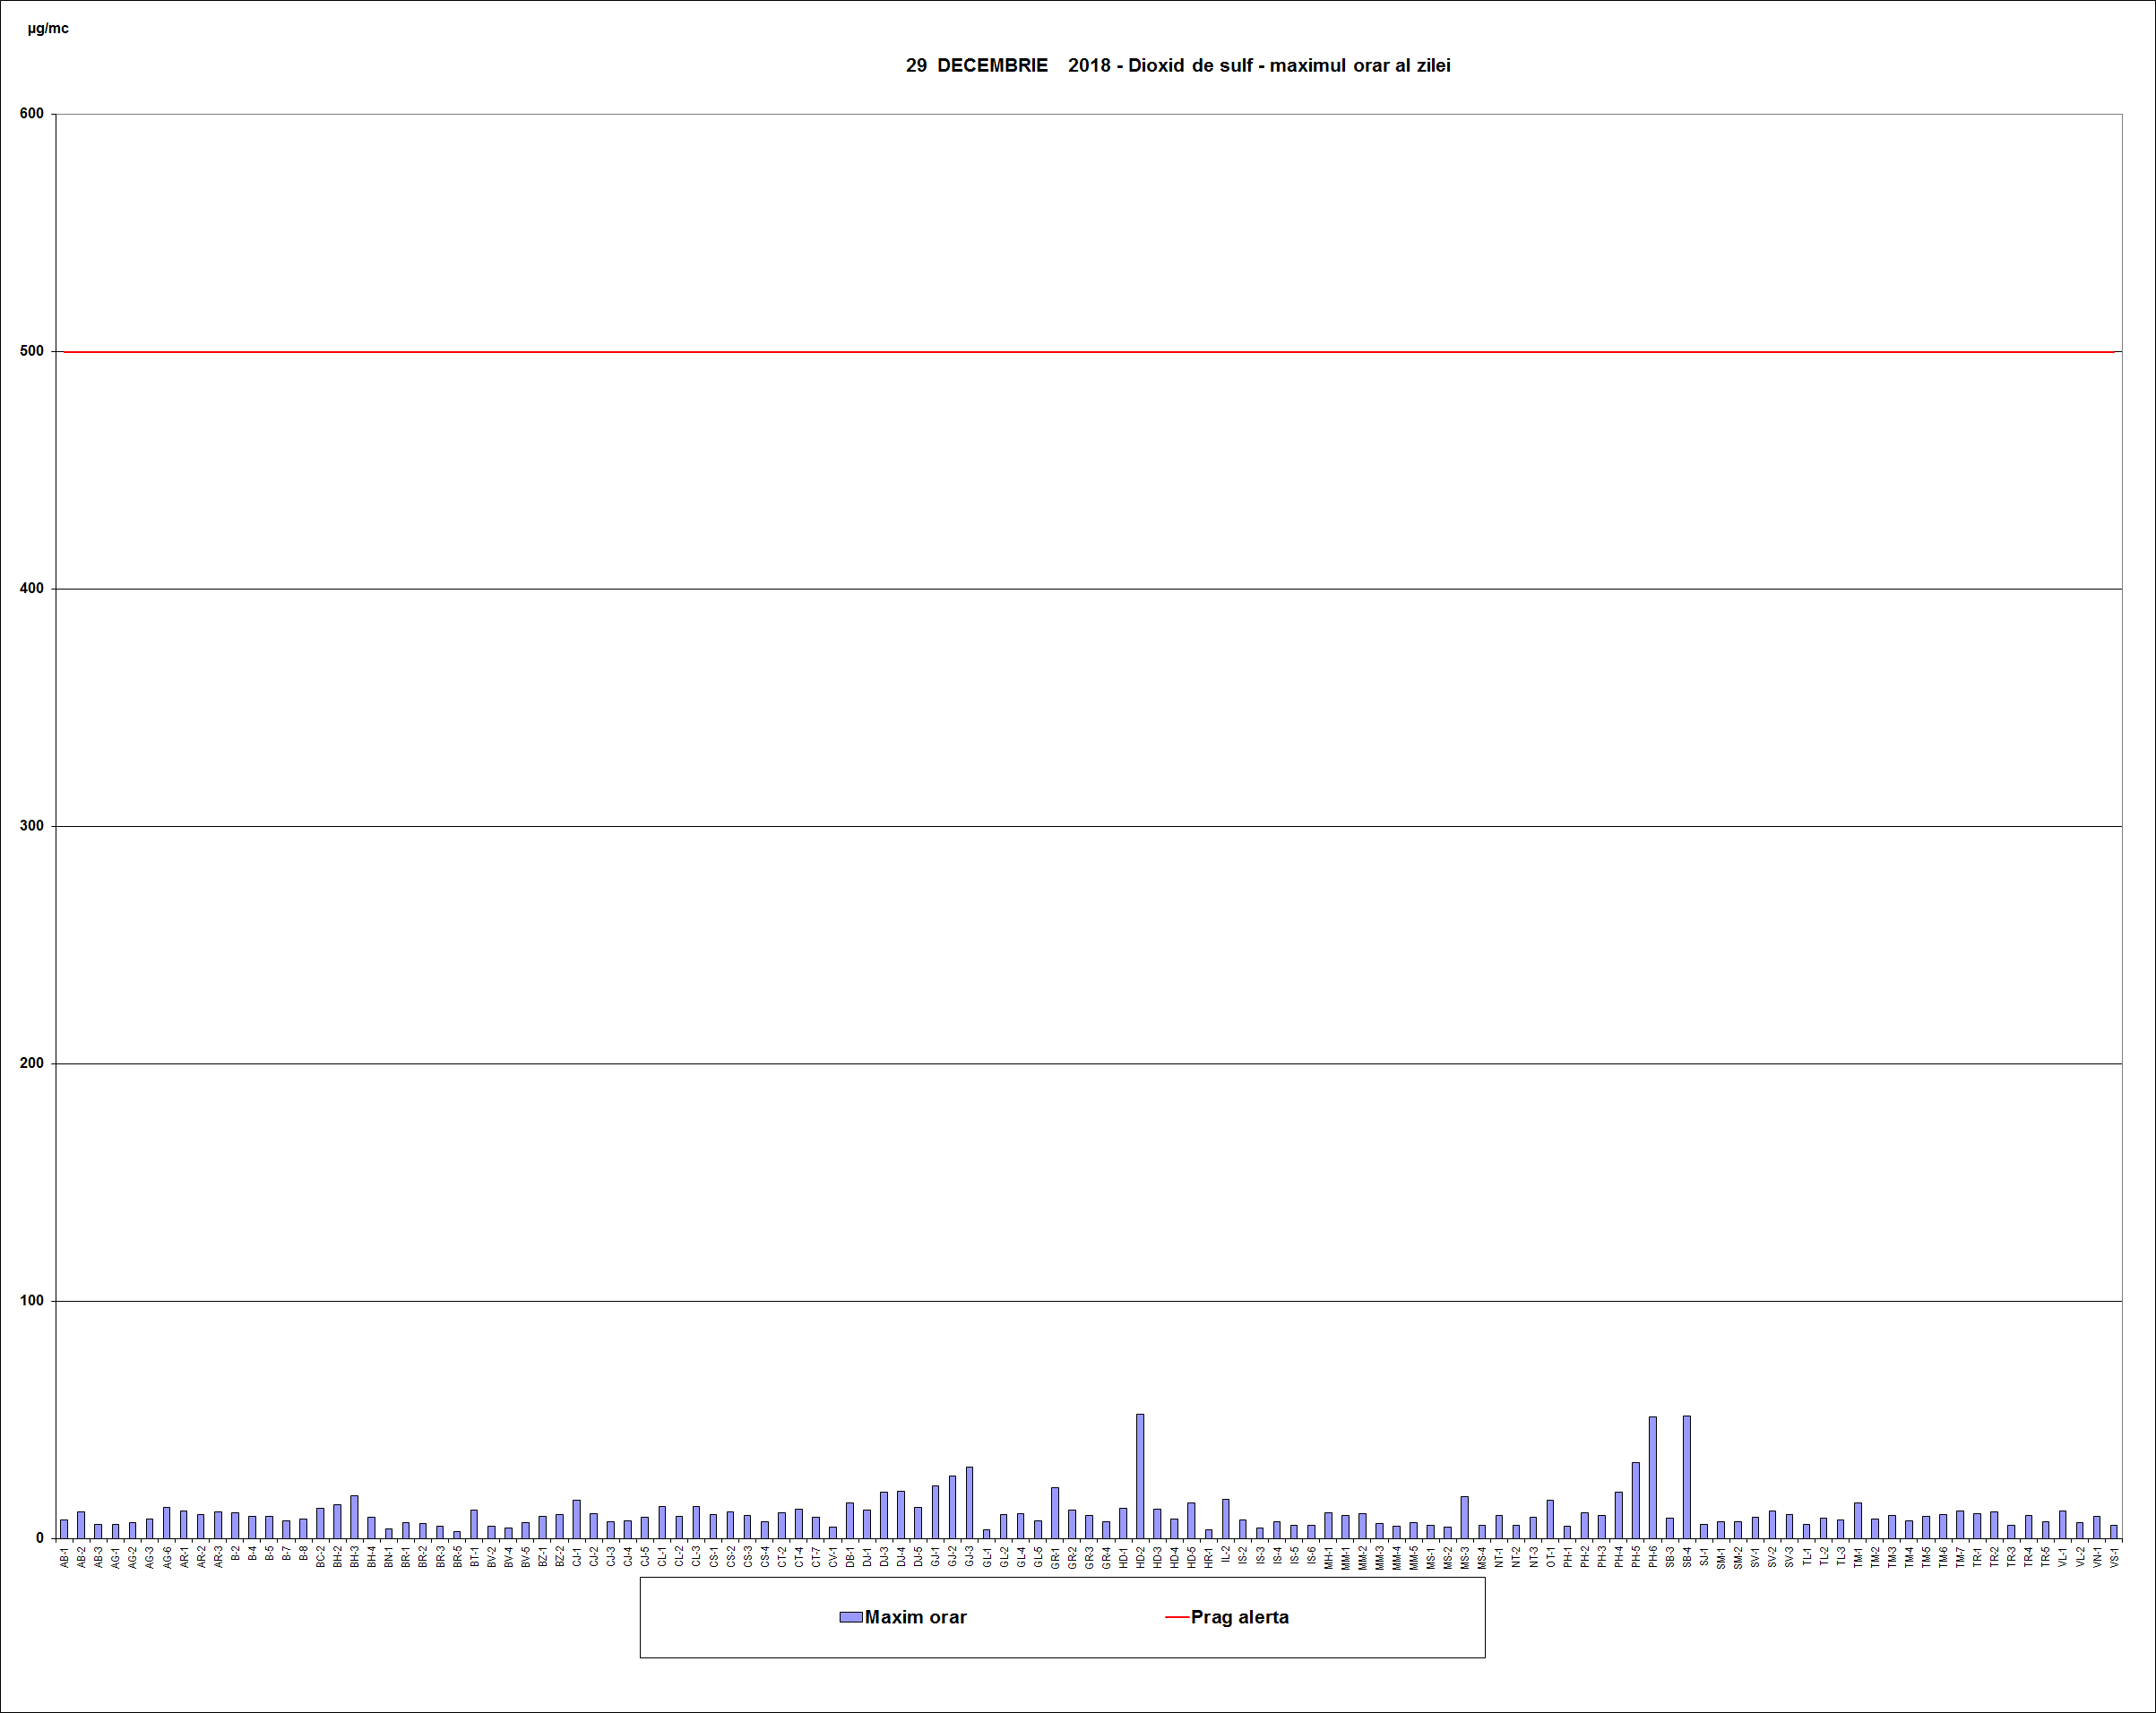 µg/mc
29 DECEMBRIE 2018 - Dioxid de sulf - maximul orar al zilei
600
500
400
300
200
100
0
AB-1 AB-2 AB-3 AG-1 AG-2 AG-3 AG-6 AR-1 AR-2 AR-3 B-2 B-4 B-5 B-7 B-8 BC-2 BH-2 BH-3 BH-4 BN-1 BR-1 BR-2 BR-3 BR-5 BT-1 BV-2 BV-4 BV-5 BZ-1 BZ-2 CJ-1 CJ-2 CJ-3 CJ-4 CJ-5 CL-1 CL-2 CL-3 CS-1 CS-2 CS-3 CS-4 CT-2 CT-4 CT-7 CV-1 DB-1 DJ-1 DJ-3 DJ-4 DJ-5 GJ-1 GJ-2 GJ-3 GL-1 GL-2 GL-4 GL-5 GR-1 GR-2 GR-3 GR-4 HD-1 HD-2 HD-3 HD-4 HD-5 HR-1 IL-2 IS-2 IS-3 IS-4 IS-5 IS-6 MH-1 MM-1 MM-2 MM-3 MM-4 MM-5 MS-1 MS-2 MS-3 MS-4 NT-1 NT-2 NT-3 OT-1 PH-1 PH-2 PH-3 PH-4 PH-5 PH-6 SB-3 SB-4 SJ-1 SM-1 SM-2 SV-1 SV-2 SV-3 TL-1 TL-2 TL-3 TM-1 TM-2 TM-3 TM-4 TM-5 TM-6 TM-7 TR-1 TR-2 TR-3 TR-4 TR-5 VL-1 VL-2 VN-1 VS-1
Maxim orar Prag alerta